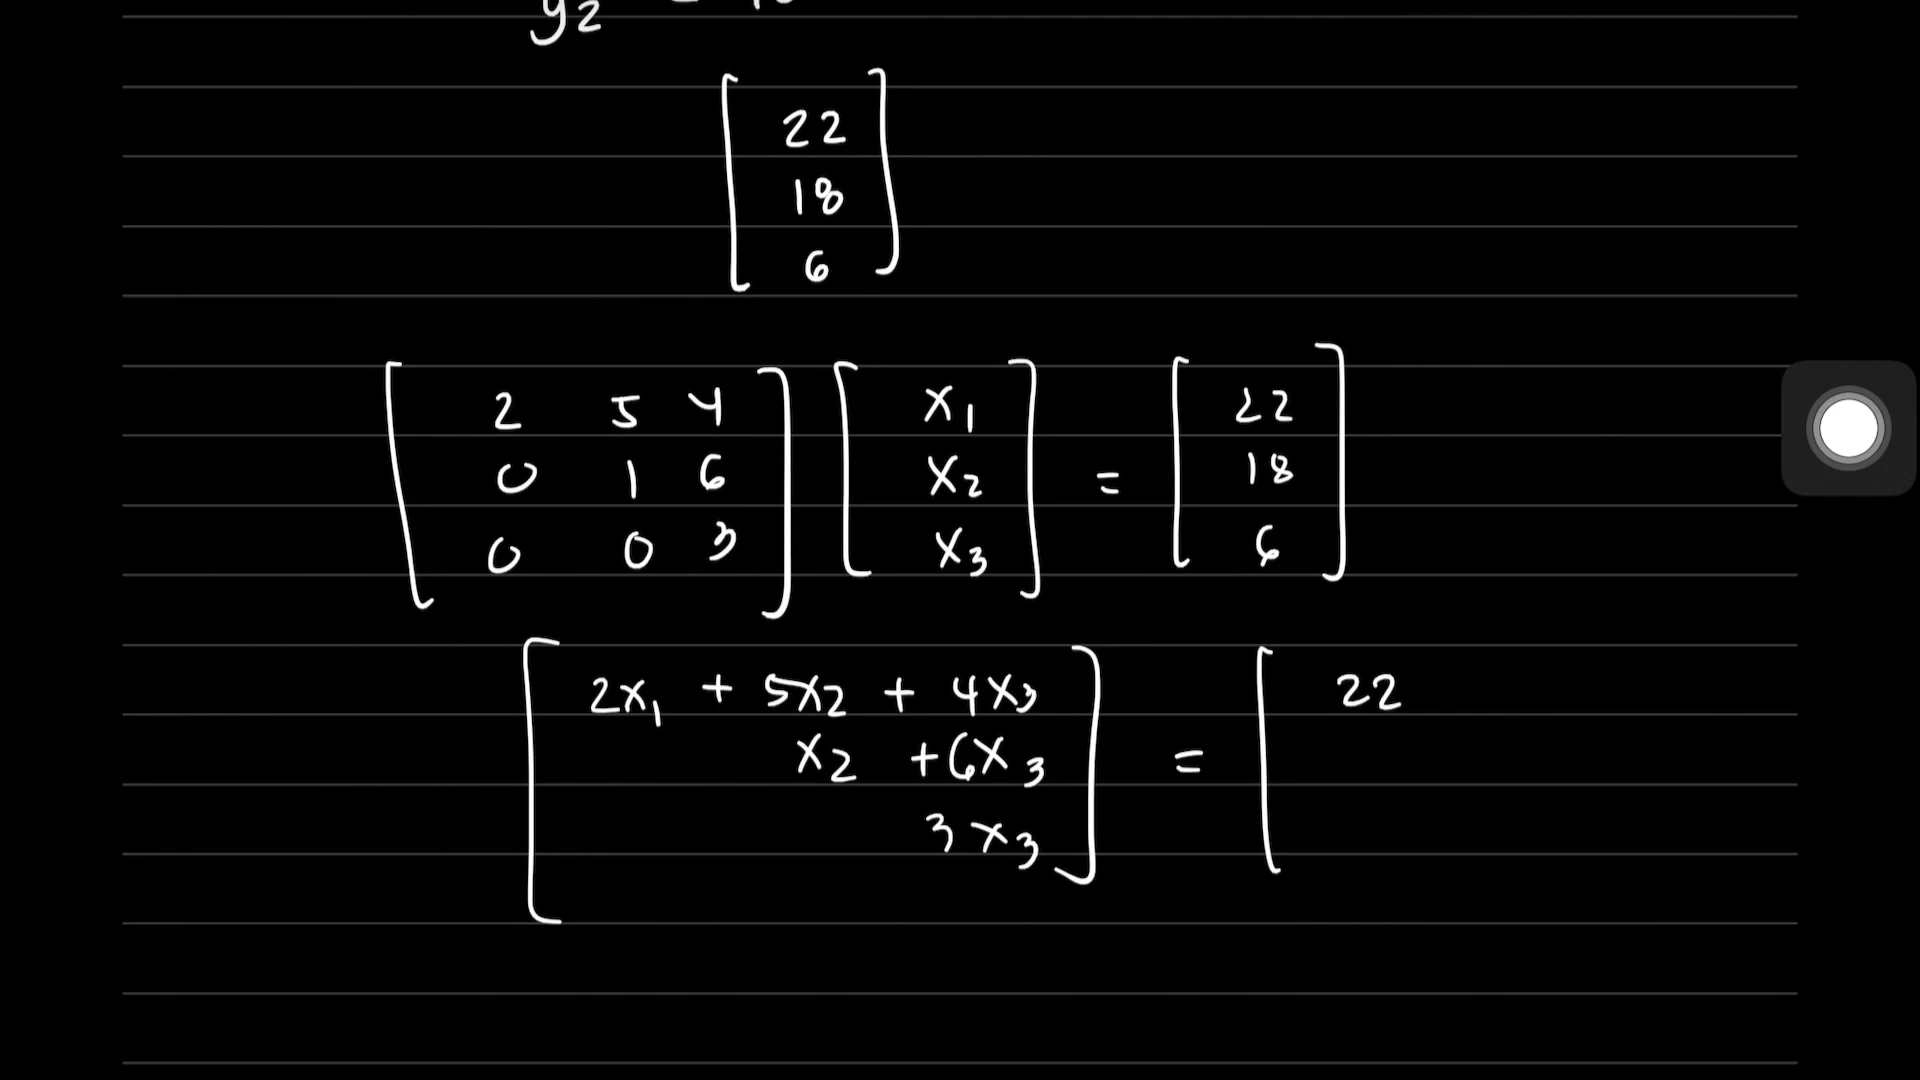 y2
22
18
6
2 5 4 x1 22
0 1 6 x2 = 18
0 0 3 x3 6
2x1 + 5x2 + 4x3 22
x2 + 6x3 =
3x3